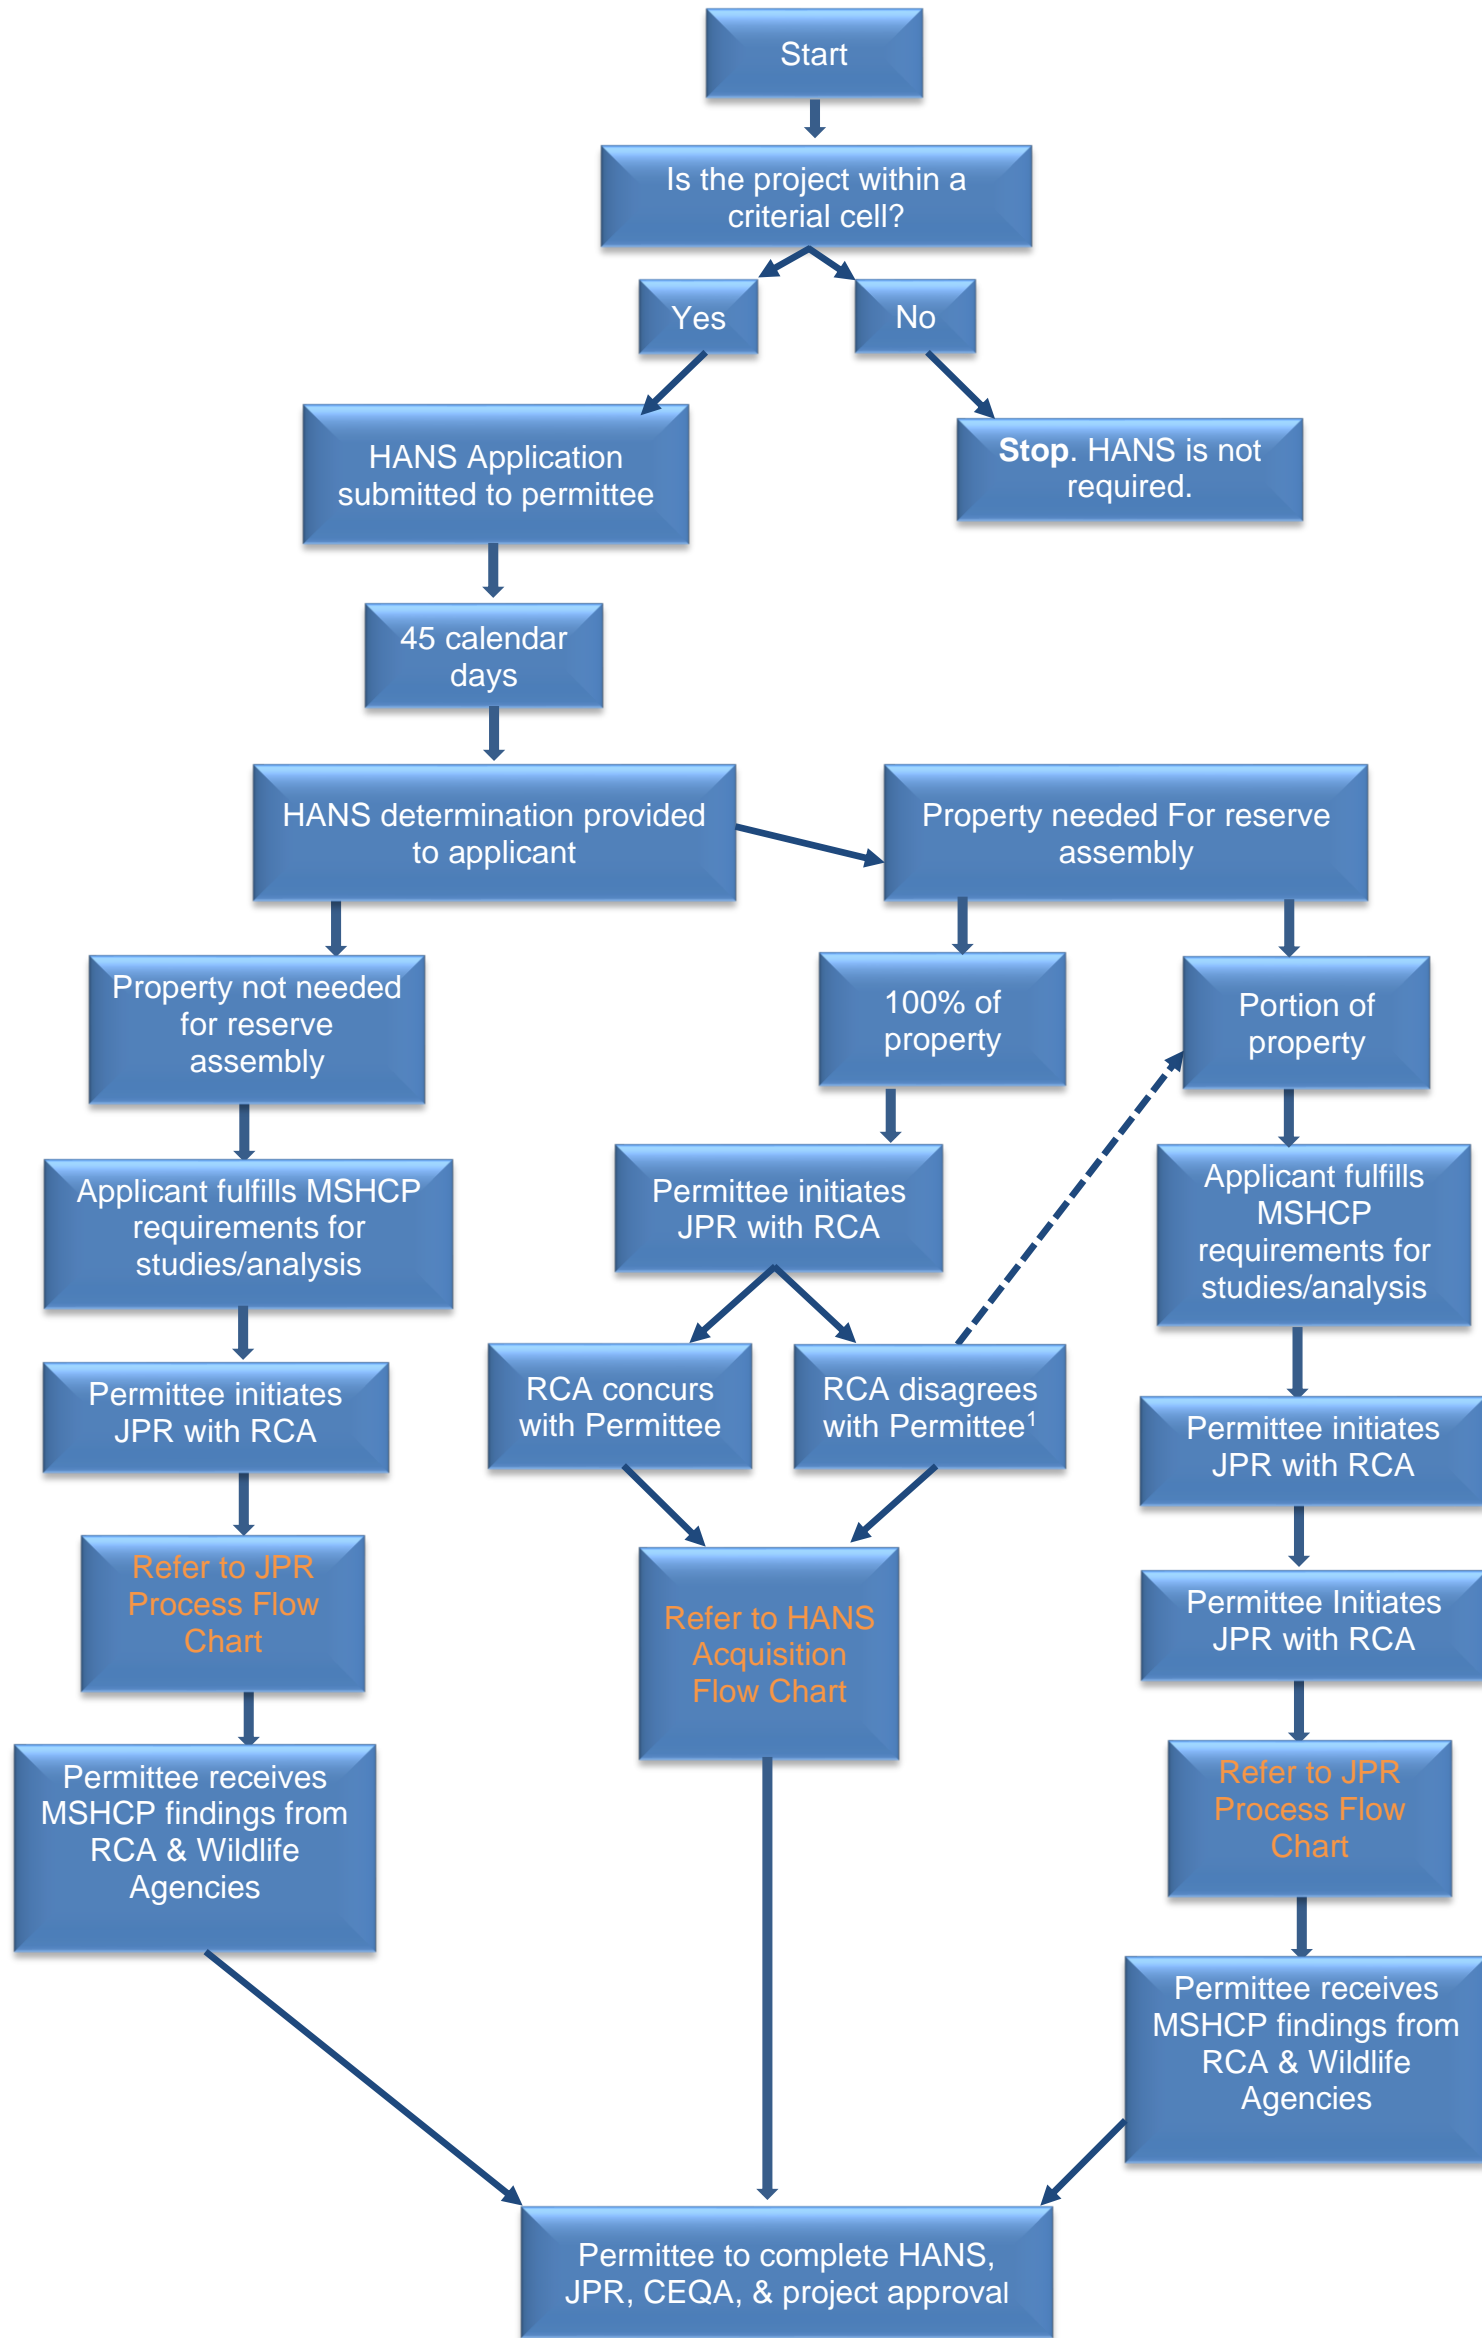 Start
Is the project within a
criterial cell?
Yes
No
HANS Application
submitted to permittee
Stop. HANS is not
required.
45 calendar
days
HANS determination provided
to applicant
Property needed For reserve
assembly
Property not needed
for reserve
assembly
100% of
property
Portion of
property
Applicant fulfills MSHCP
requirements for
studies/analysis
Permittee initiates
JPR with RCA
Applicant fulfills
MSHCP
requirements for
studies/analysis
Permittee initiates
JPR with RCA
RCA concurs
with Permittee
RCA disagrees
with Permittee¹
Permittee initiates
JPR with RCA
Refer to JPR
Process Flow
Chart
Refer to HANS
Acquisition
Flow Chart
Permittee Initiates
JPR with RCA
Permittee receives
MSHCP findings from
RCA & Wildlife
Agencies
Refer to JPR
Process Flow
Chart
Permittee receives
MSHCP findings from
RCA & Wildlife
Agencies
Permittee to complete HANS,
JPR, CEQA, & project approval